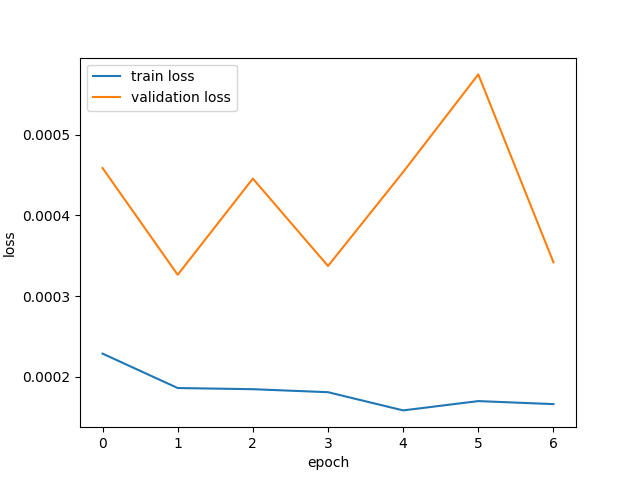 train loss
validation loss
0.0005
0.0004
0.0003
0.0002
loss
0 1 2 3 4 5 6
epoch